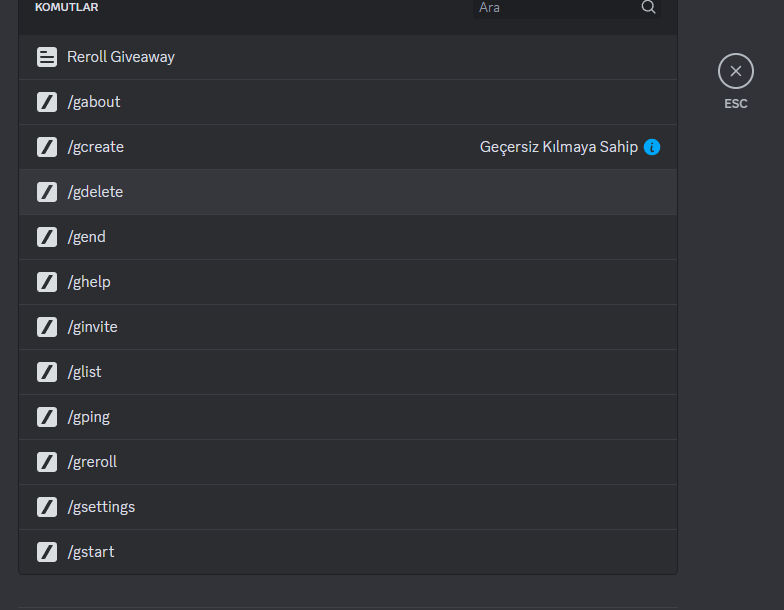 KOMUTLAR
Ara
Reroll Giveaway
/gabout
ESC
/gcreate
Geçersiz Kılmaya Sahip
/gdelete
/gend
/ghelp
/ginvite
/glist
/gping
/greroll
/gsettings
/gstart